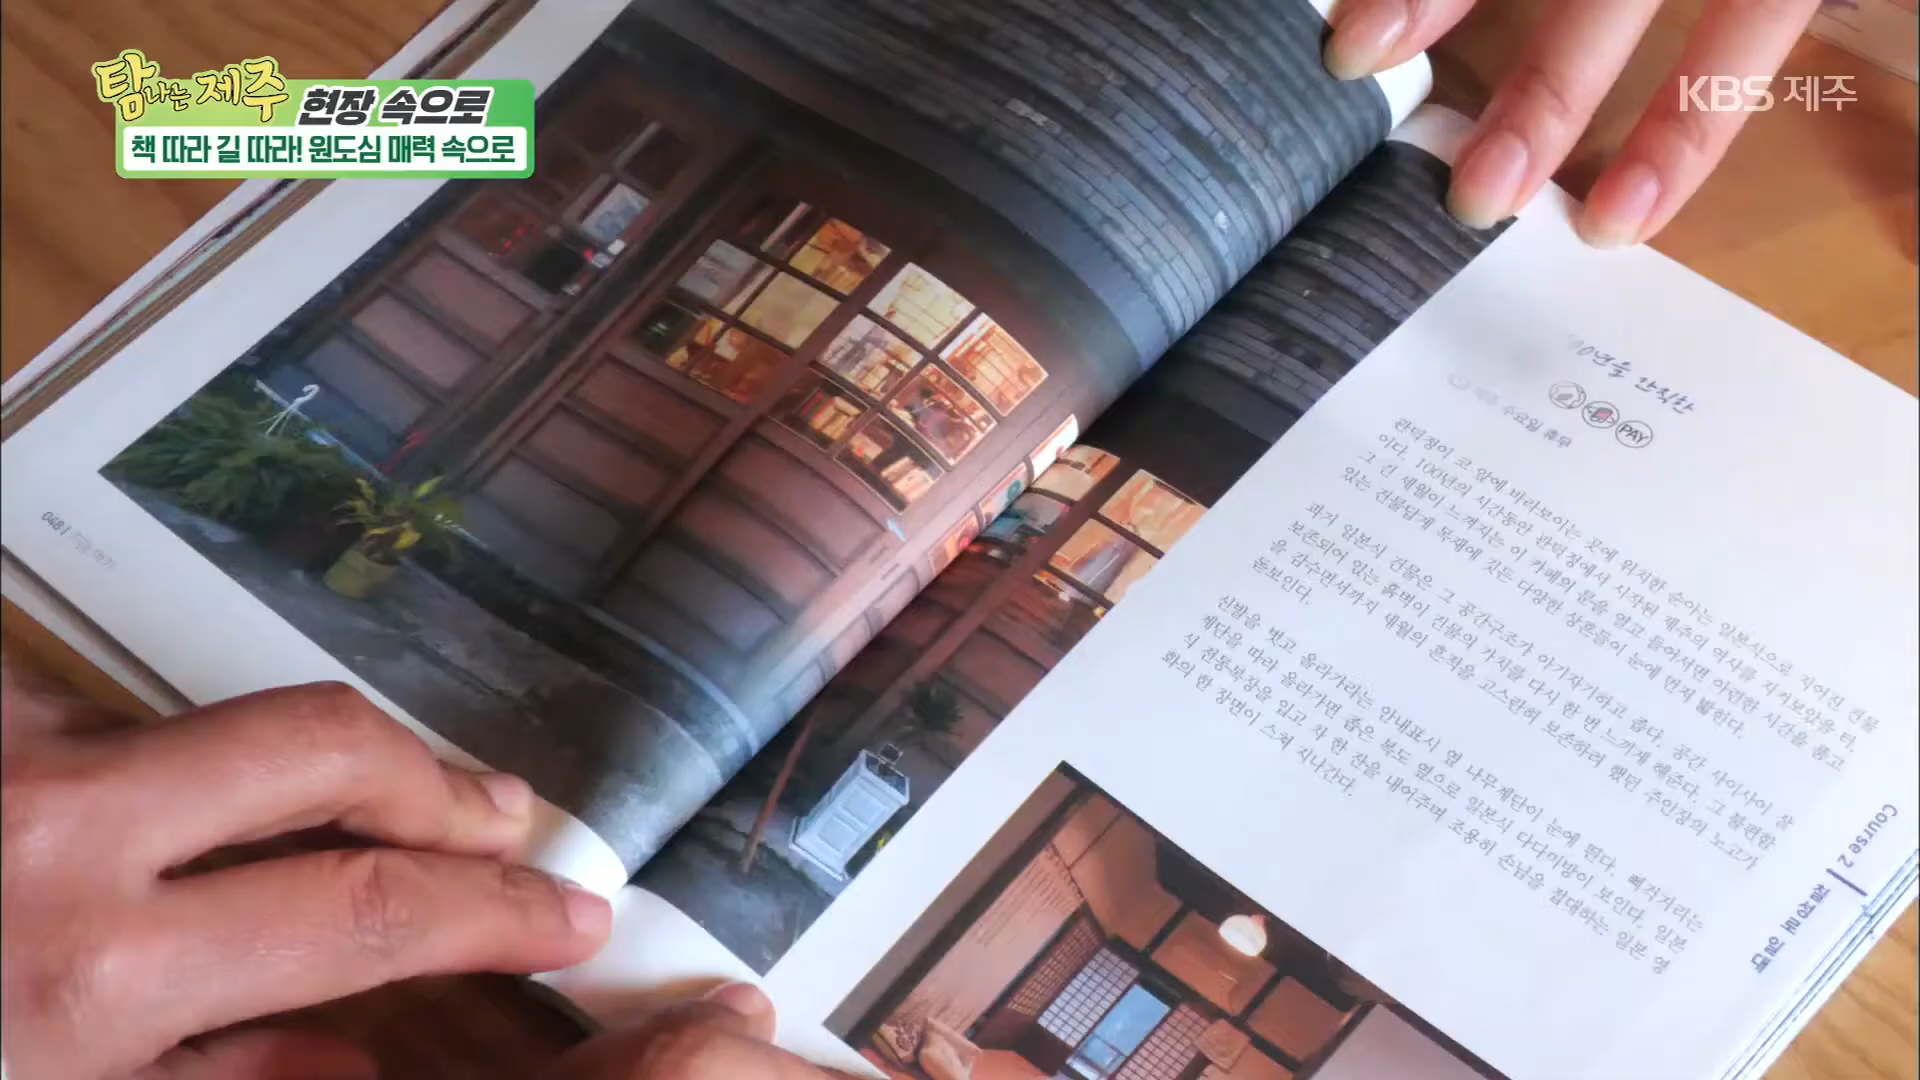 탐나는 제주
현장 속으로
책 따라 길 따라! 원도심 매력 속으로
KBS 제주
100년을 간직한
수요일 휴무
PAY
관덕정이 코 앞에 바라보이는 곳에 위치한 순아는 일본식으로 지어진 건물
이다. 100년의 시간동안 관덕정에서 시작된 제주의 역사를 지켜보았을 터,
그 긴 세월이 느껴지는 이 카페의 문을 열고 들어서면 아련한 시간을 품고
있는 건물답게 목재에 깃든 다양한 상흔들이 눈에 먼저 밟힌다.
과거 일본식 건물은 그 공간구조가 아기자기하고 좁다. 공간 사이사이 잘
보존되어 있는 흙벽이 건물의 가치를 다시 한 번 느끼게 해준다. 그 불편함
을 감수면서까지 세월의 흔적을 고스란히 보존하려 했던 주인장의 노고가
돋보인다.
신발을 벗고 올라가라는 안내표시 옆 나무계단이 눈에 띈다. 삐걱거리는
계단을 따라 올라가면 좁은 복도 옆으로 일본식 다다미방이 보인다. 일본
식 전통복장을 입고 차 한 잔을 내어주며 조용히 손님을 접대하는 일본 영
화의 한 장면이 스쳐 지나간다.
048 |
Course 2